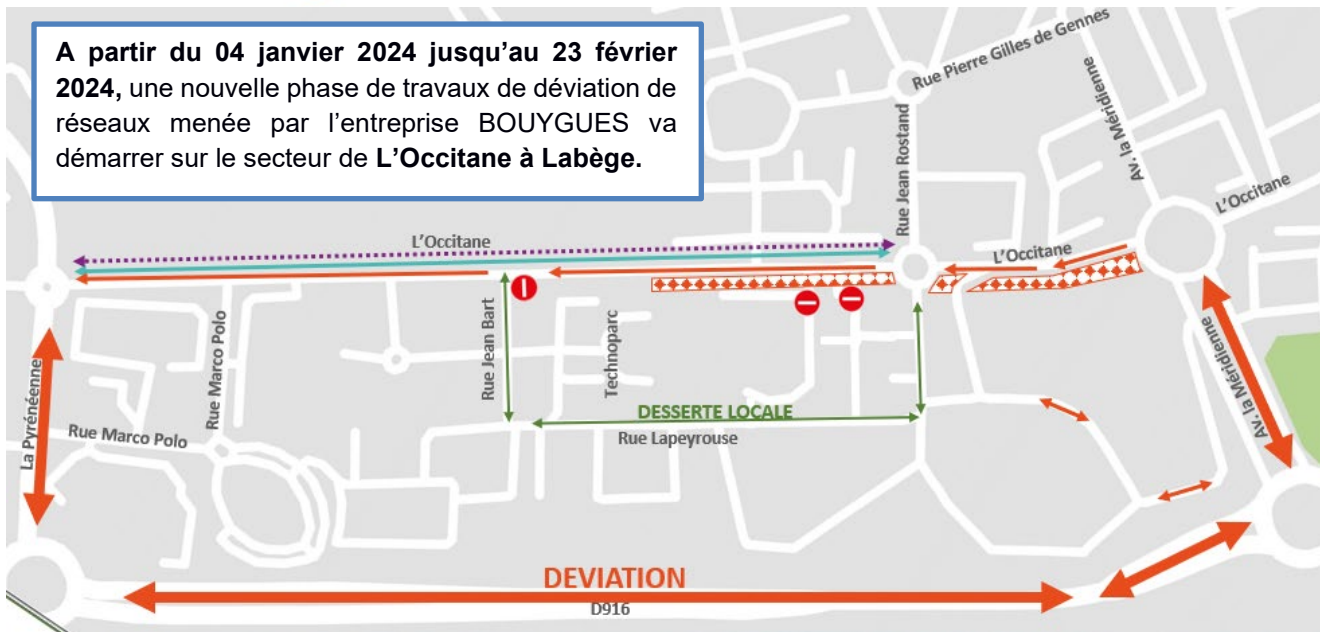 A partir du 04 janvier 2024 jusqu’au 23 février
2024, une nouvelle phase de travaux de déviation de
réseaux menée par l’entreprise BOUYGUES va
démarrer sur le secteur de L’Occitane à Labège.
Rue Pierre Gilles de Gennes
Av. la Méridienne
Rue Jean Rostand
L’Occitane
L’Occitane
L’Occitane
La Pyrénéenne
Rue Marco Polo
Rue Marco Polo
Rue Jean Bart
Technoparc
DESSERTE LOCALE
Rue Lapeyrouse
Av. la Méridienne
DEVIATION
D916